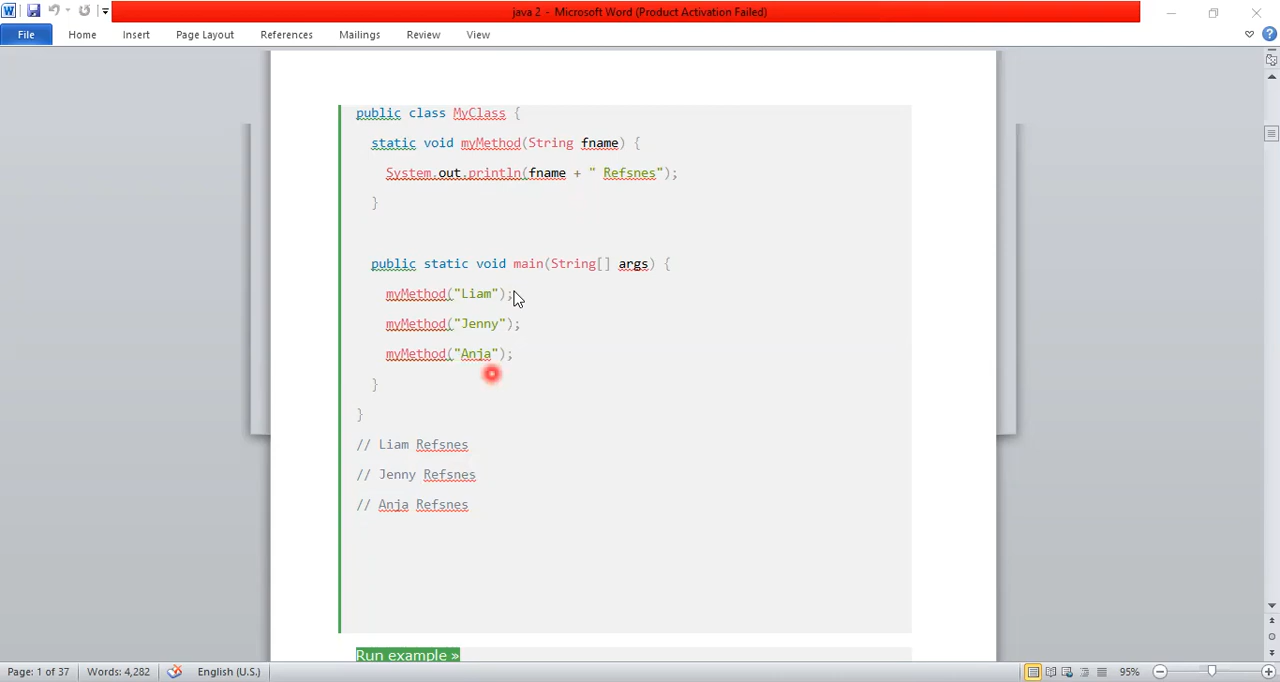 java 2 - Microsoft Word (Product Activation Failed)
File Home Insert Page Layout References Mailings Review View
public class MyClass {
static void myMethod(String fname) {
System.out.println(fname + " Refsnes");
}
public static void main(String[] args) {
myMethod("Liam");
myMethod("Jenny");
myMethod("Anja");
}
}
// Liam Refsnes
// Jenny Refsnes
// Anja Refsnes
Run example »
Page: 1 of 37 Words: 4,282 English (U.S.) 95%